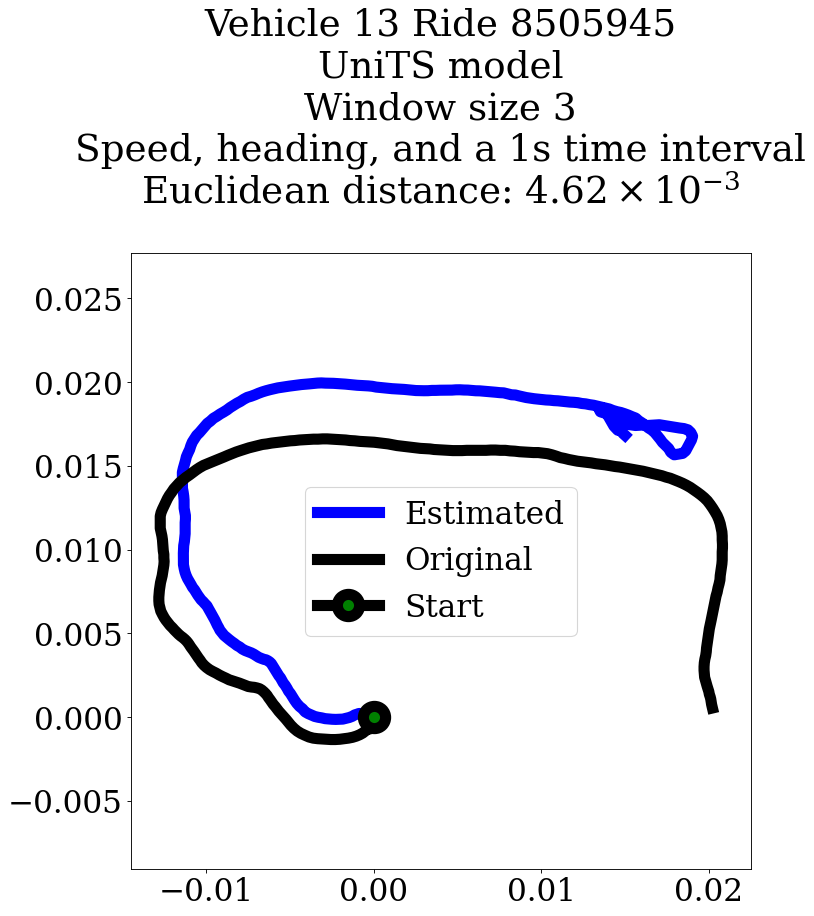 Vehicle 13 Ride 8505945
UniTS model
Window size 3
Speed, heading, and a 1s time interval
Euclidean distance: 4.62 × 10⁻³
0.025
0.020
0.015
0.010
0.005
0.000
−0.005
Estimated
Original
Start
−0.01 0.00 0.01 0.02